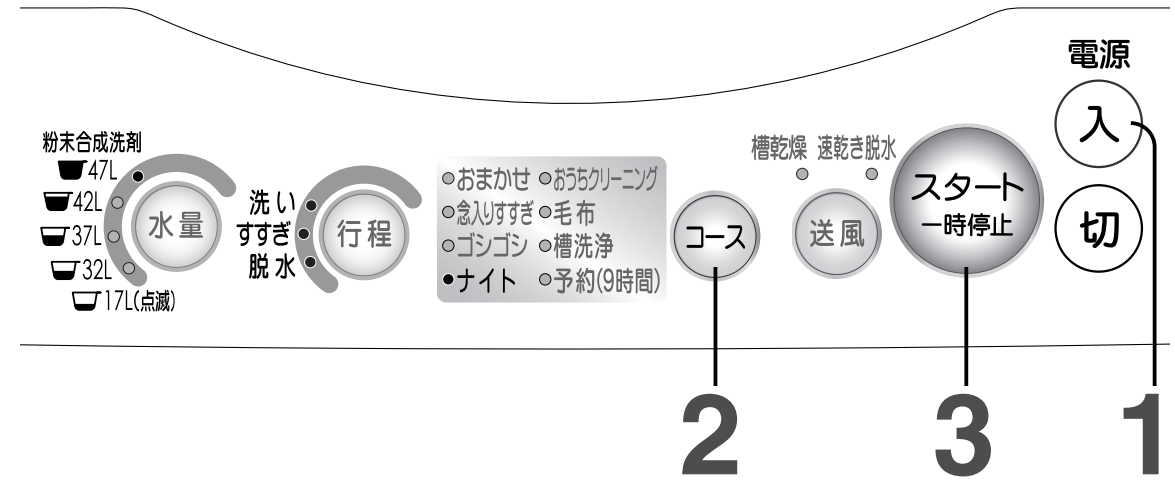 電源
入
切
粉末合成洗剤
47L
42L
37L
32L
17L(点滅)
水量
洗い
すすぎ
脱水
行程
おまかせ おうちクリーニング
念入りすすぎ 毛布
ゴシゴシ 槽洗浄
ナイト 予約(9時間)
コース
槽乾燥 速乾き脱水
送風
スタート
一時停止
2
3
1